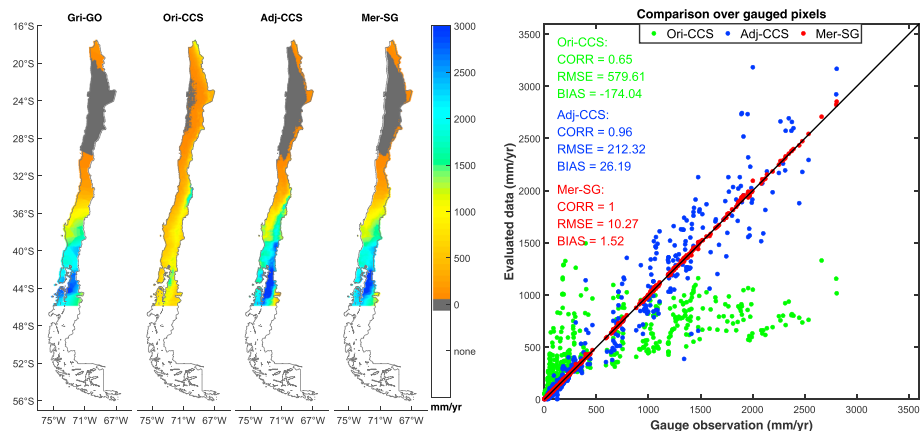 Gri-GO
Ori-CCS
Adj-CCS
Mer-SG
16°S
20°S
24°S
28°S
32°S
36°S
40°S
44°S
48°S
52°S
56°S
75°W 71°W 67°W
75°W 71°W 67°W
75°W 71°W 67°W
75°W 71°W 67°W
3000
2500
2000
1500
1000
500
0
none
mm/yr
Comparison over gauged pixels
Ori-CCS Adj-CCS Mer-SG
Ori-CCS:
CORR = 0.65
RMSE = 579.61
BIAS = -174.04
Adj-CCS:
CORR = 0.96
RMSE = 212.32
BIAS = 26.19
Mer-SG:
CORR = 1
RMSE = 10.27
BIAS = 1.52
Evaluated data (mm/yr)
3500
3000
2500
2000
1500
1000
500
0
0 500 1000 1500 2000 2500 3000 3500
Gauge observation (mm/yr)